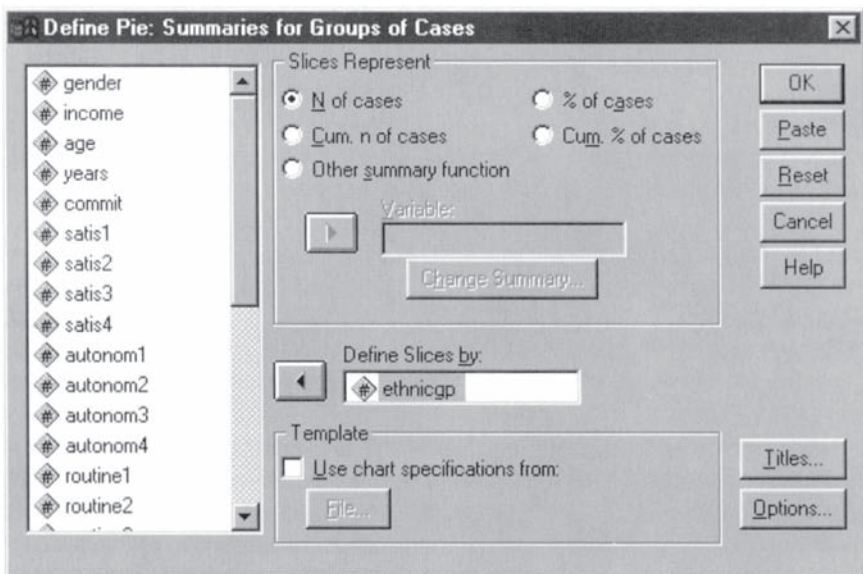 Define Pie: Summaries for Groups of Cases
gender
income
age
years
commit
satis1
satis2
satis3
satis4
autonom1
autonom2
autonom3
autonom4
routine1
routine2
Slices Represent
N of cases
% of cases
Cum. n of cases
Cum. % of cases
Other summary function
Variable:
Change Summary...
Define Slices by:
ethnicgp
Template
Use chart specifications from:
File...
OK
Paste
Reset
Cancel
Help
Titles...
Options...